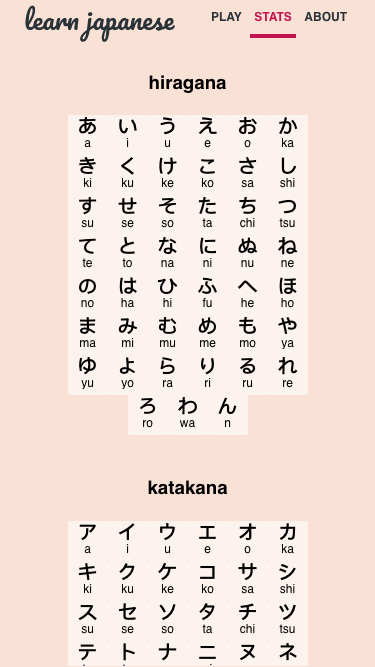 learn japanese PLAY STATS ABOUT
hiragana
あ い う え お か
a i u e o ka
き く け こ さ し
ki ku ke ko sa shi
す せ そ た ち つ
su se so ta chi tsu
て と な に ぬ ね
te to na ni nu ne
の は ひ ふ へ ほ
no ha hi fu he ho
ま み む め も や
ma mi mu me mo ya
ゆ よ ら り る れ
yu yo ra ri ru re
ろ わ ん
ro wa n
katakana
ア イ ウ エ オ カ
a i u e o ka
キ ク ケ コ サ シ
ki ku ke ko sa shi
ス セ ソ タ チ ツ
su se so ta chi tsu
テ ト ナ ニ ヌ ネ